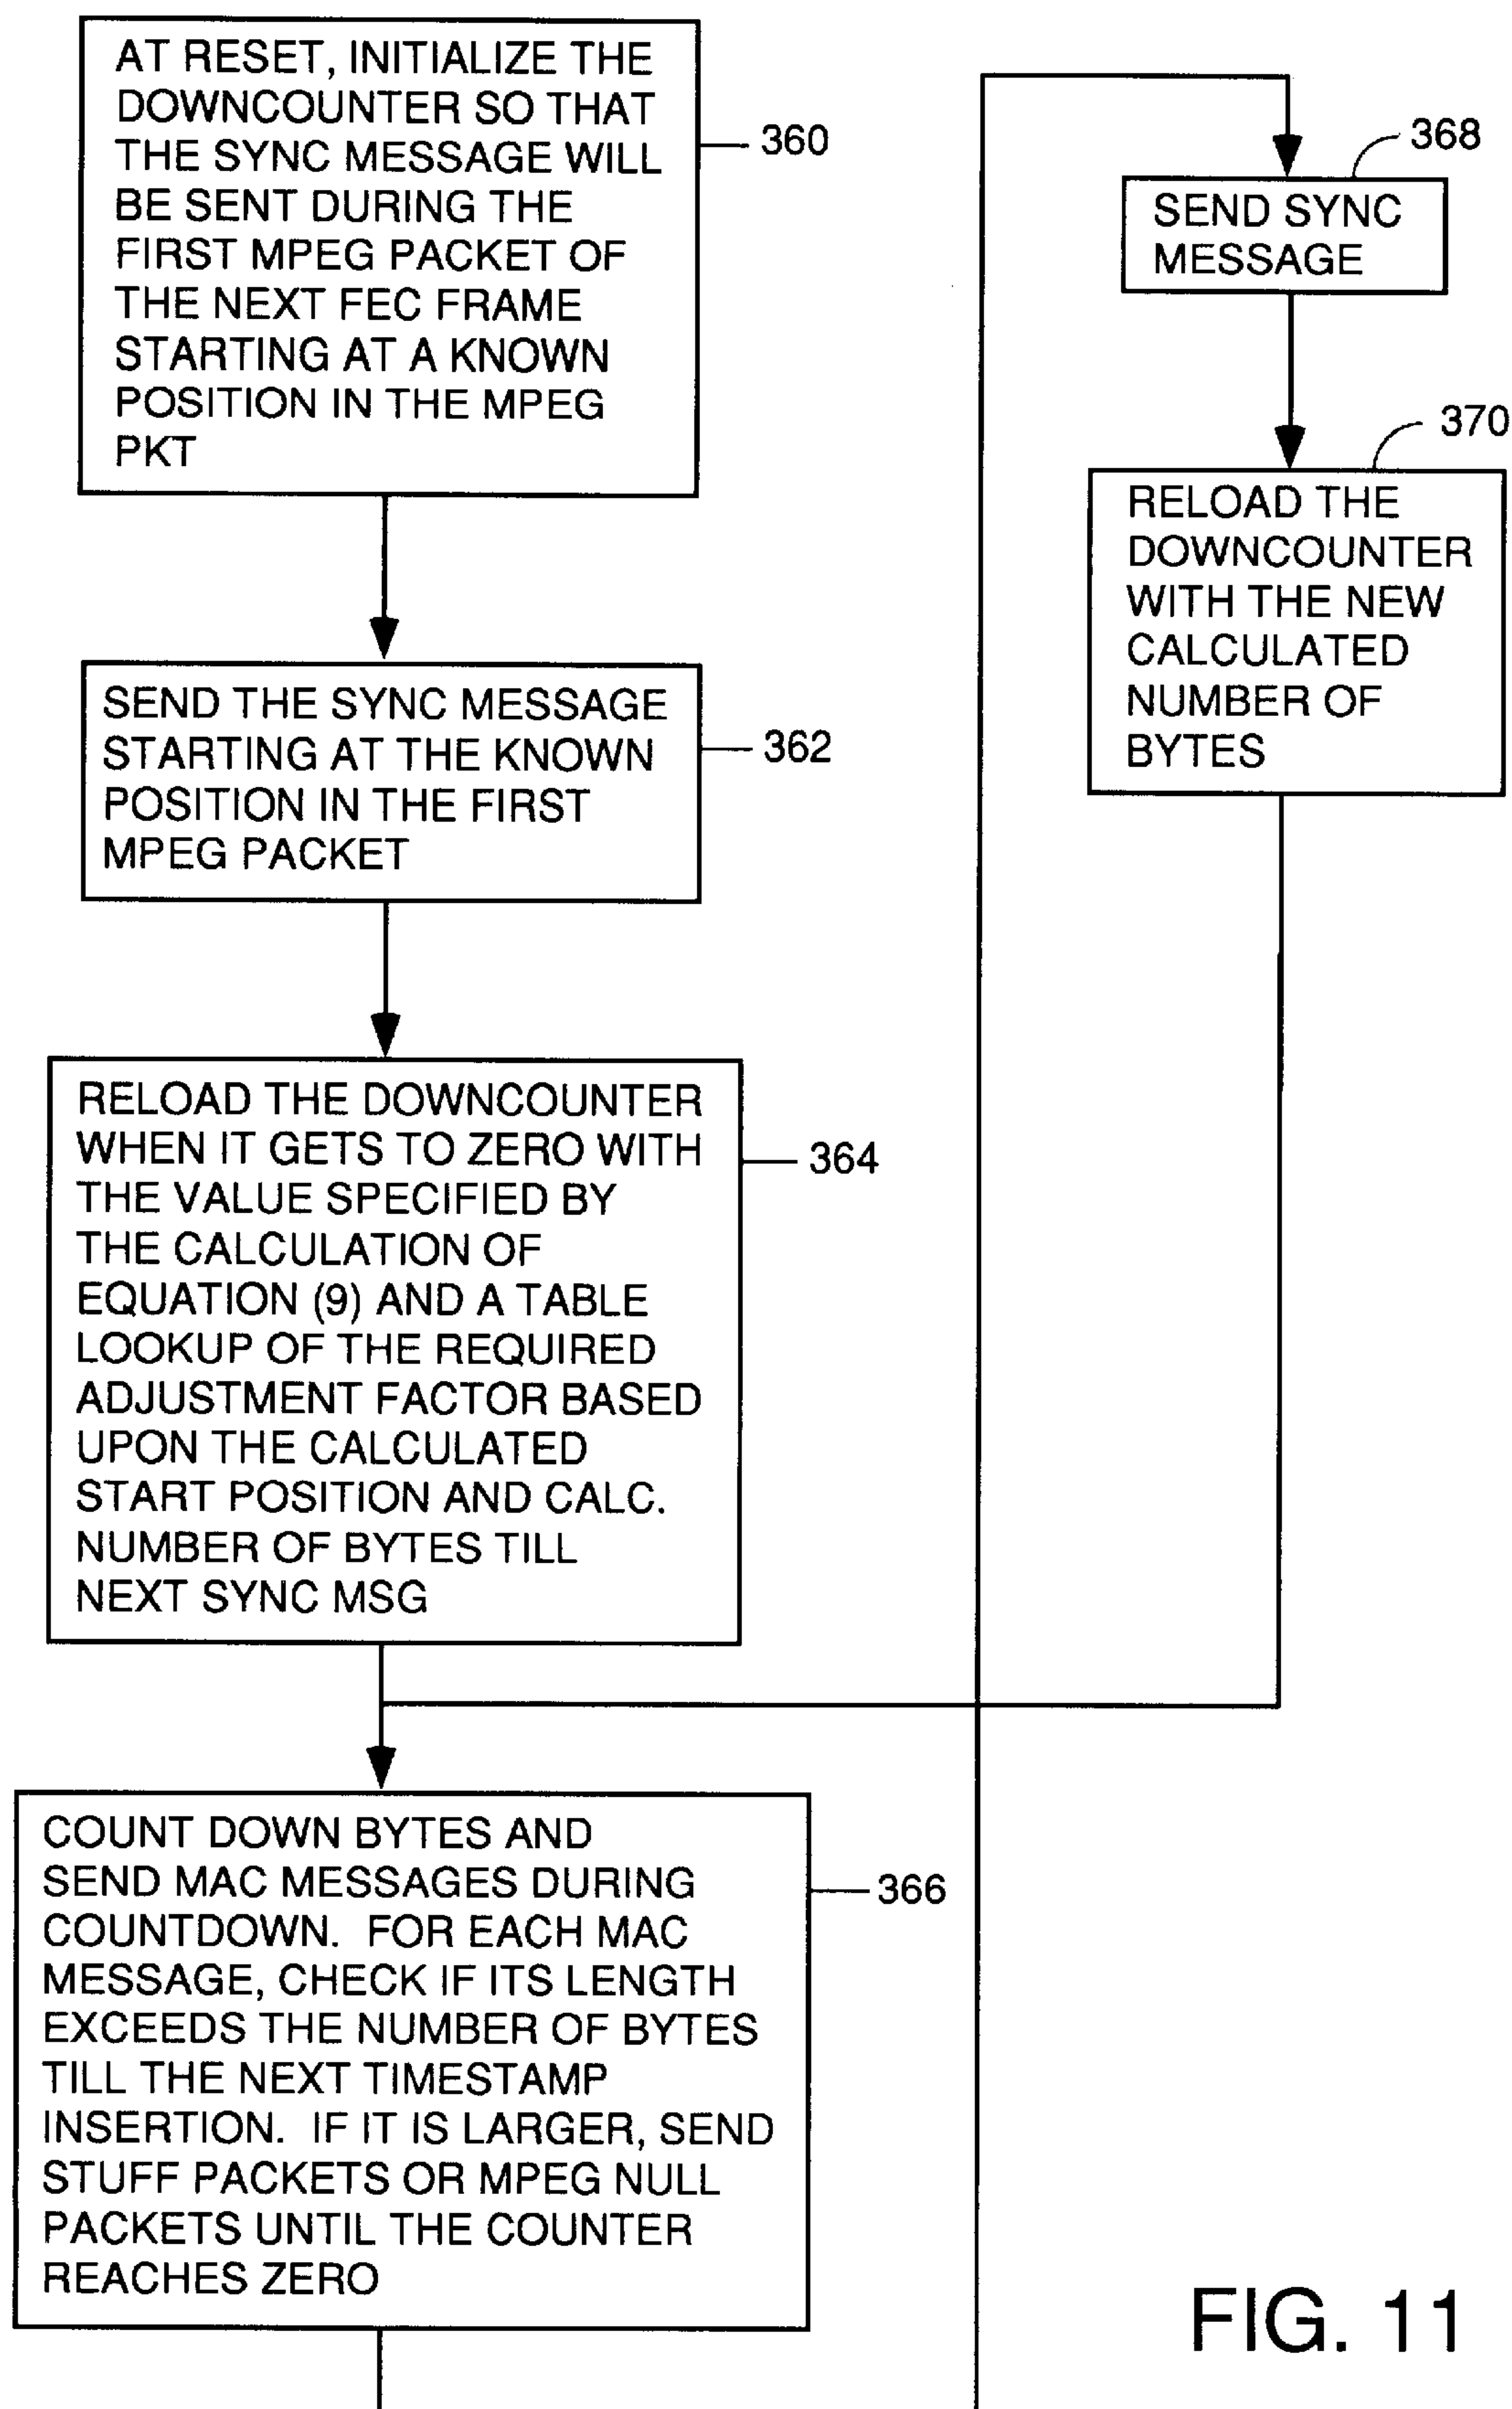 AT RESET, INITIALIZE THE
DOWNCOUNTER SO THAT
THE SYNC MESSAGE WILL
BE SENT DURING THE
FIRST MPEG PACKET OF
THE NEXT FEC FRAME
STARTING AT A KNOWN
POSITION IN THE MPEG
PKT
360
SEND THE SYNC MESSAGE
STARTING AT THE KNOWN
POSITION IN THE FIRST
MPEG PACKET
362
RELOAD THE DOWNCOUNTER
WHEN IT GETS TO ZERO WITH
THE VALUE SPECIFIED BY
THE CALCULATION OF
EQUATION (9) AND A TABLE
LOOKUP OF THE REQUIRED
ADJUSTMENT FACTOR BASED
UPON THE CALCULATED
START POSITION AND CALC.
NUMBER OF BYTES TILL
NEXT SYNC MSG
364
COUNT DOWN BYTES AND
SEND MAC MESSAGES DURING
COUNTDOWN. FOR EACH MAC
MESSAGE, CHECK IF ITS LENGTH
EXCEEDS THE NUMBER OF BYTES
TILL THE NEXT TIMESTAMP
INSERTION. IF IT IS LARGER, SEND
STUFF PACKETS OR MPEG NULL
PACKETS UNTIL THE COUNTER
REACHES ZERO
366
368
SEND SYNC
MESSAGE
370
RELOAD THE
DOWNCOUNTER
WITH THE NEW
CALCULATED
NUMBER OF
BYTES
FIG. 11